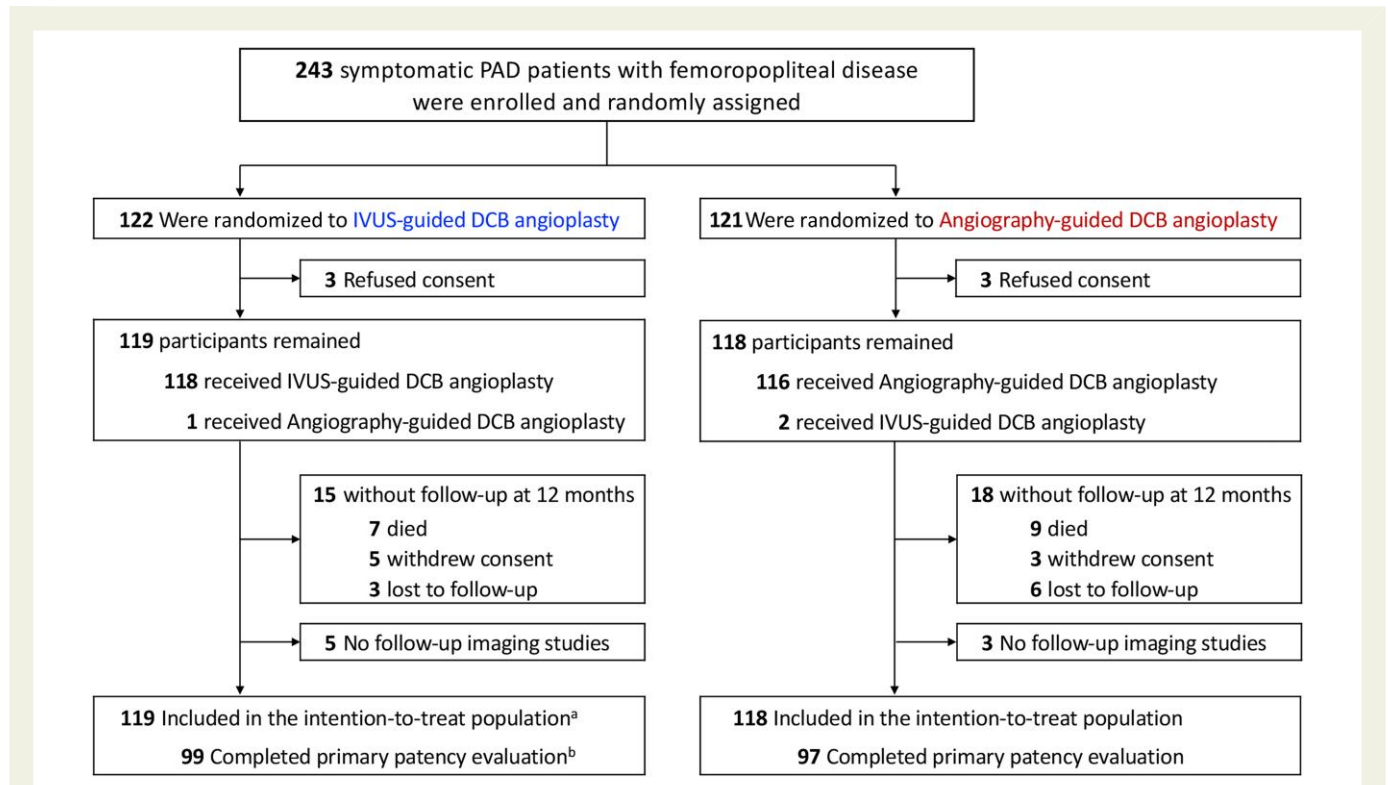 243 symptomatic PAD patients with femoropopliteal disease
were enrolled and randomly assigned
122 Were randomized to IVUS-guided DCB angioplasty
121 Were randomized to Angiography-guided DCB angioplasty
3 Refused consent
3 Refused consent
119 participants remained
118 received IVUS-guided DCB angioplasty
1 received Angiography-guided DCB angioplasty
118 participants remained
116 received Angiography-guided DCB angioplasty
2 received IVUS-guided DCB angioplasty
15 without follow-up at 12 months
7 died
5 withdrew consent
3 lost to follow-up
18 without follow-up at 12 months
9 died
3 withdrew consent
6 lost to follow-up
5 No follow-up imaging studies
3 No follow-up imaging studies
119 Included in the intention-to-treat populationᵃ
99 Completed primary patency evaluationᵇ
118 Included in the intention-to-treat population
97 Completed primary patency evaluation